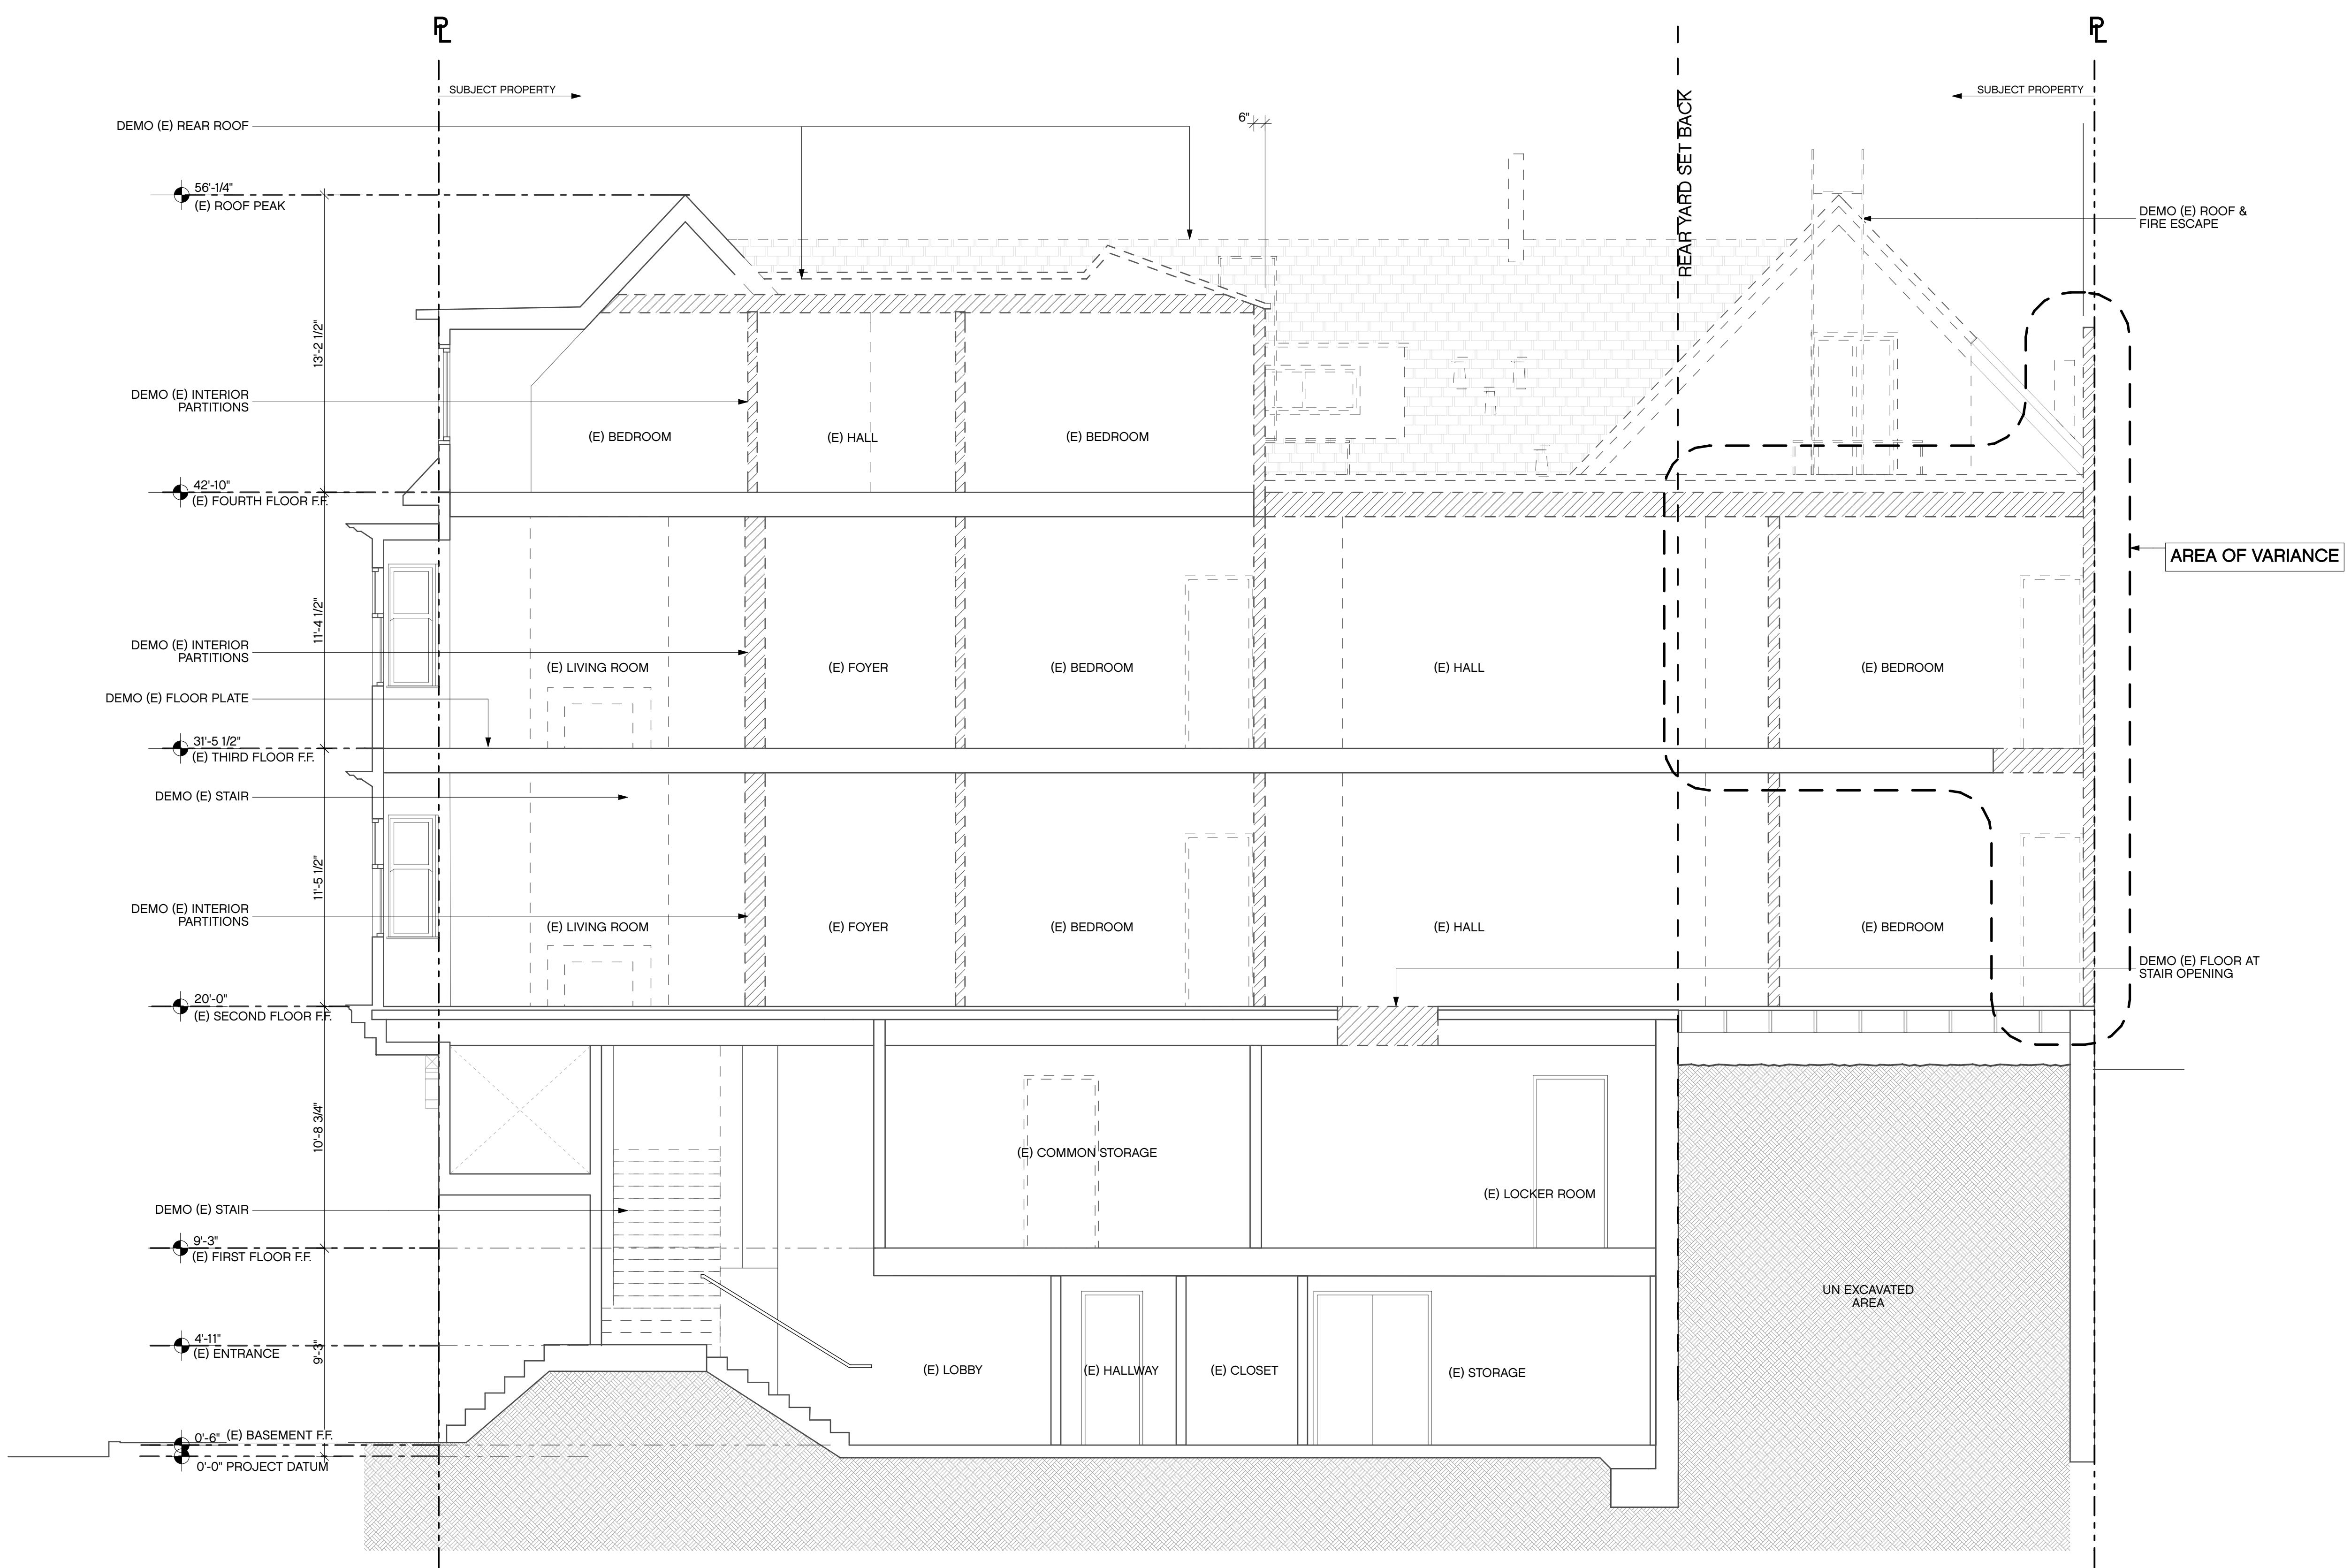 PL
PL
SUBJECT PROPERTY
SUBJECT PROPERTY
DEMO (E) REAR ROOF
6"
REAR YARD SET BACK
56'-1/4"
(E) ROOF PEAK
DEMO (E) ROOF &
FIRE ESCAPE
13'-2 1/2"
DEMO (E) INTERIOR
PARTITIONS
(E) BEDROOM
(E) HALL
(E) BEDROOM
42'-10"
(E) FOURTH FLOOR F.F.
AREA OF VARIANCE
11'-4 1/2"
DEMO (E) INTERIOR
PARTITIONS
(E) LIVING ROOM
(E) FOYER
(E) BEDROOM
(E) HALL
(E) BEDROOM
DEMO (E) FLOOR PLATE
31'-5 1/2"
(E) THIRD FLOOR F.F.
DEMO (E) STAIR
11'-5 1/2"
DEMO (E) INTERIOR
PARTITIONS
(E) LIVING ROOM
(E) FOYER
(E) BEDROOM
(E) HALL
(E) BEDROOM
DEMO (E) FLOOR AT
STAIR OPENING
20'-0"
(E) SECOND FLOOR F.F.
10'-8 3/4"
(E) COMMON STORAGE
(E) LOCKER ROOM
DEMO (E) STAIR
9'-3"
(E) FIRST FLOOR F.F.
UN EXCAVATED
AREA
4'-11"
(E) ENTRANCE
9'-3"
(E) LOBBY
(E) HALLWAY
(E) CLOSET
(E) STORAGE
0'-6" (E) BASEMENT F.F.
0'-0" PROJECT DATUM